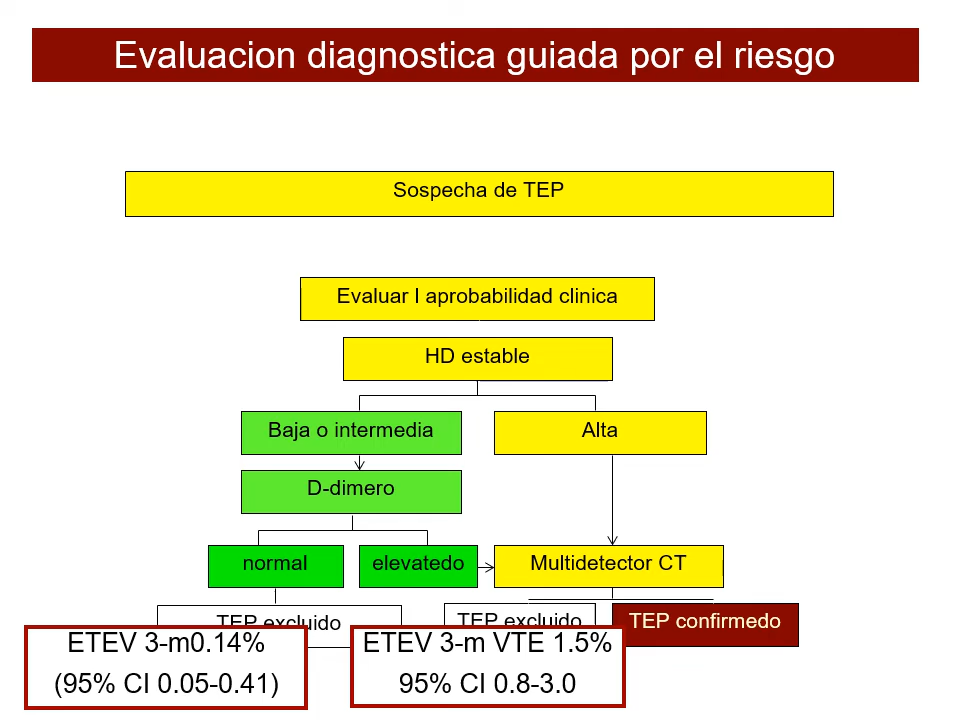 Evaluacion diagnostica guiada por el riesgo
Sospecha de TEP
Evaluar l aprobabilidad clinica
HD estable
Baja o intermedia
Alta
D-dimero
normal
elevatedo
Multidetector CT
TEP excluido
TEP excluido
TEP confirmedo
ETEV 3-m0.14%
(95% CI 0.05-0.41)
ETEV 3-m VTE 1.5%
95% CI 0.8-3.0